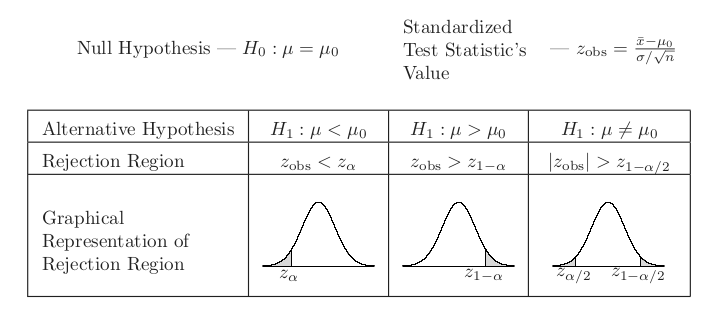 Null Hypothesis — H₀ : μ = μ₀
Standardized
Test Statistic's
Value
— z_obs = (x̄−μ₀)/(σ/√n)
Alternative Hypothesis H₁ : μ < μ₀ H₁ : μ > μ₀ H₁ : μ ≠ μ₀
Rejection Region z_obs < z_α z_obs > z_{1−α} |z_obs| > z_{1−α/2}
Graphical
Representation of
Rejection Region
z_α z_{1−α} z_{α/2} z_{1−α/2}